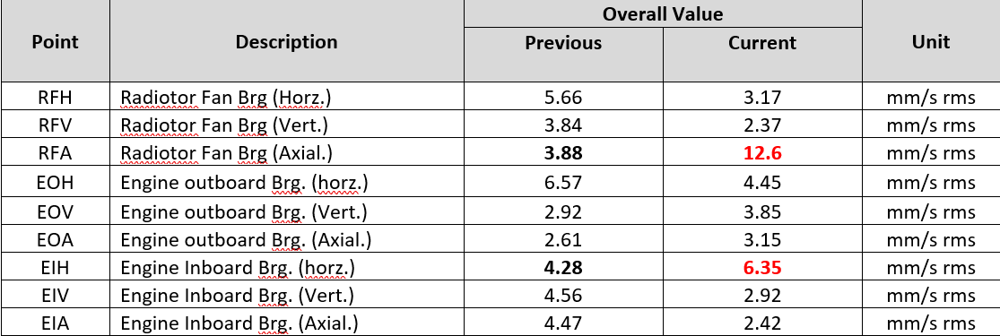 Point Description Overall Value Unit
Previous Current
RFH Radiotor Fan Brg (Horz.) 5.66 3.17 mm/s rms
RFV Radiotor Fan Brg (Vert.) 3.84 2.37 mm/s rms
RFA Radiotor Fan Brg (Axial.) 3.88 12.6 mm/s rms
EOH Engine outboard Brg. (horz.) 6.57 4.45 mm/s rms
EOV Engine outboard Brg. (Vert.) 2.92 3.85 mm/s rms
EOA Engine outboard Brg. (Axial.) 2.61 3.15 mm/s rms
EIH Engine Inboard Brg. (horz.) 4.28 6.35 mm/s rms
EIV Engine Inboard Brg. (Vert.) 4.56 2.92 mm/s rms
EIA Engine Inboard Brg. (Axial.) 4.47 2.42 mm/s rms